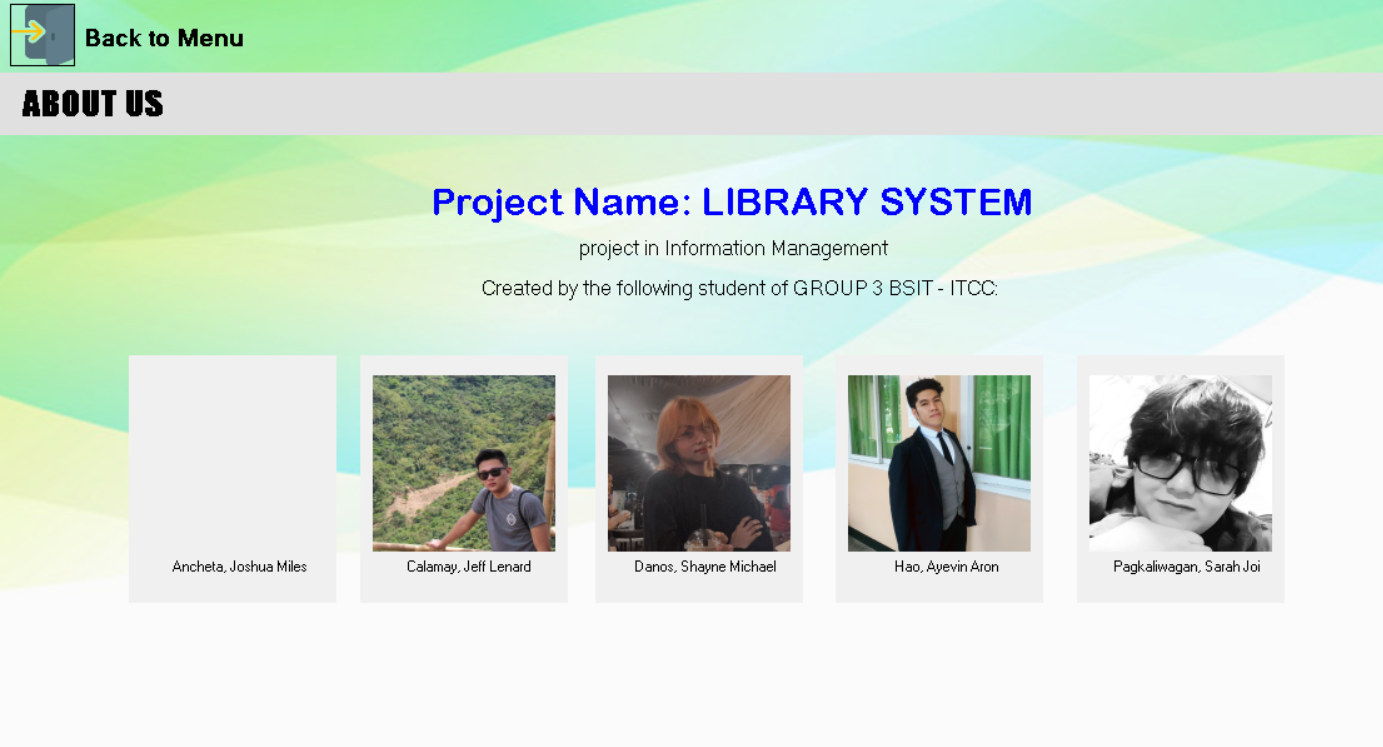 Back to Menu
ABOUT US
Project Name: LIBRARY SYSTEM
project in Information Management
Created by the following student of GROUP 3 BSIT - ITCC:
Ancheta, Joshua Miles
Calamay, Jeff Lenard
Danos, Shayne Michael
Hao, Ayevin Aron
Pagkaliwagan, Sarah Joi